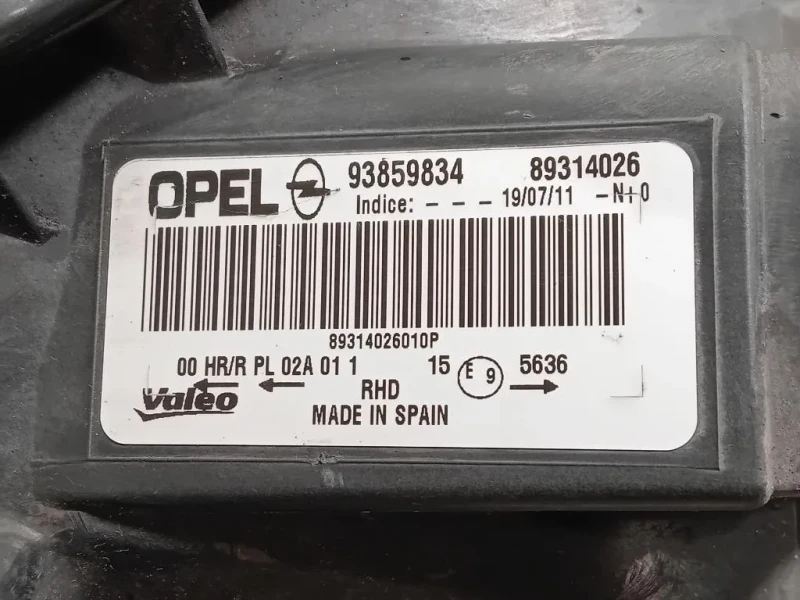 OPEL 93859834 89314026
Indice: - - - 19/07/11 -N+0
89314026010P
00 HR/R PL 02A 01 1 15 E 9 5636
Valeo RHD
MADE IN SPAIN